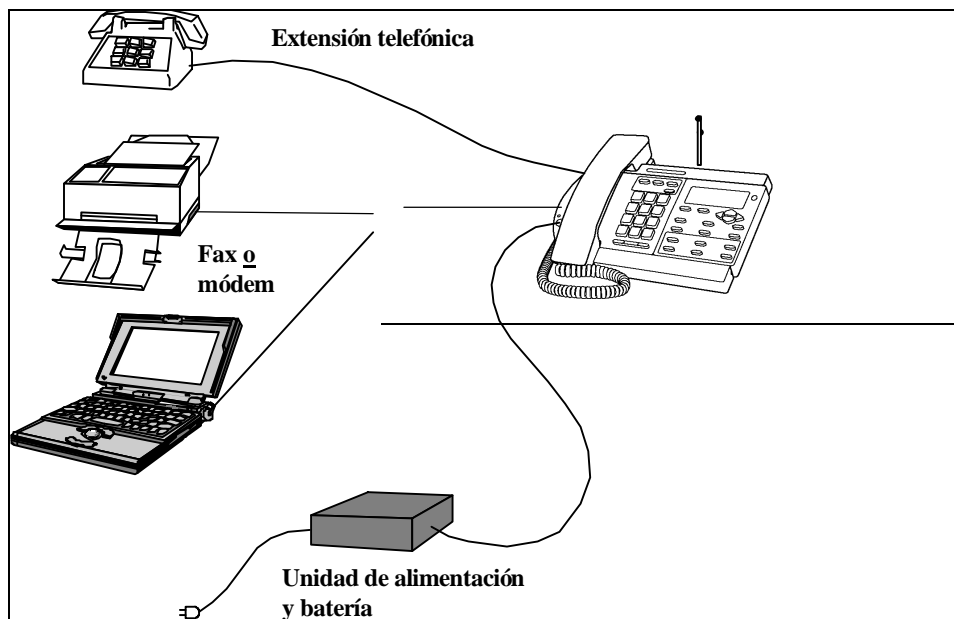 Extensión telefónica
Fax o
módem
Unidad de alimentación
y batería